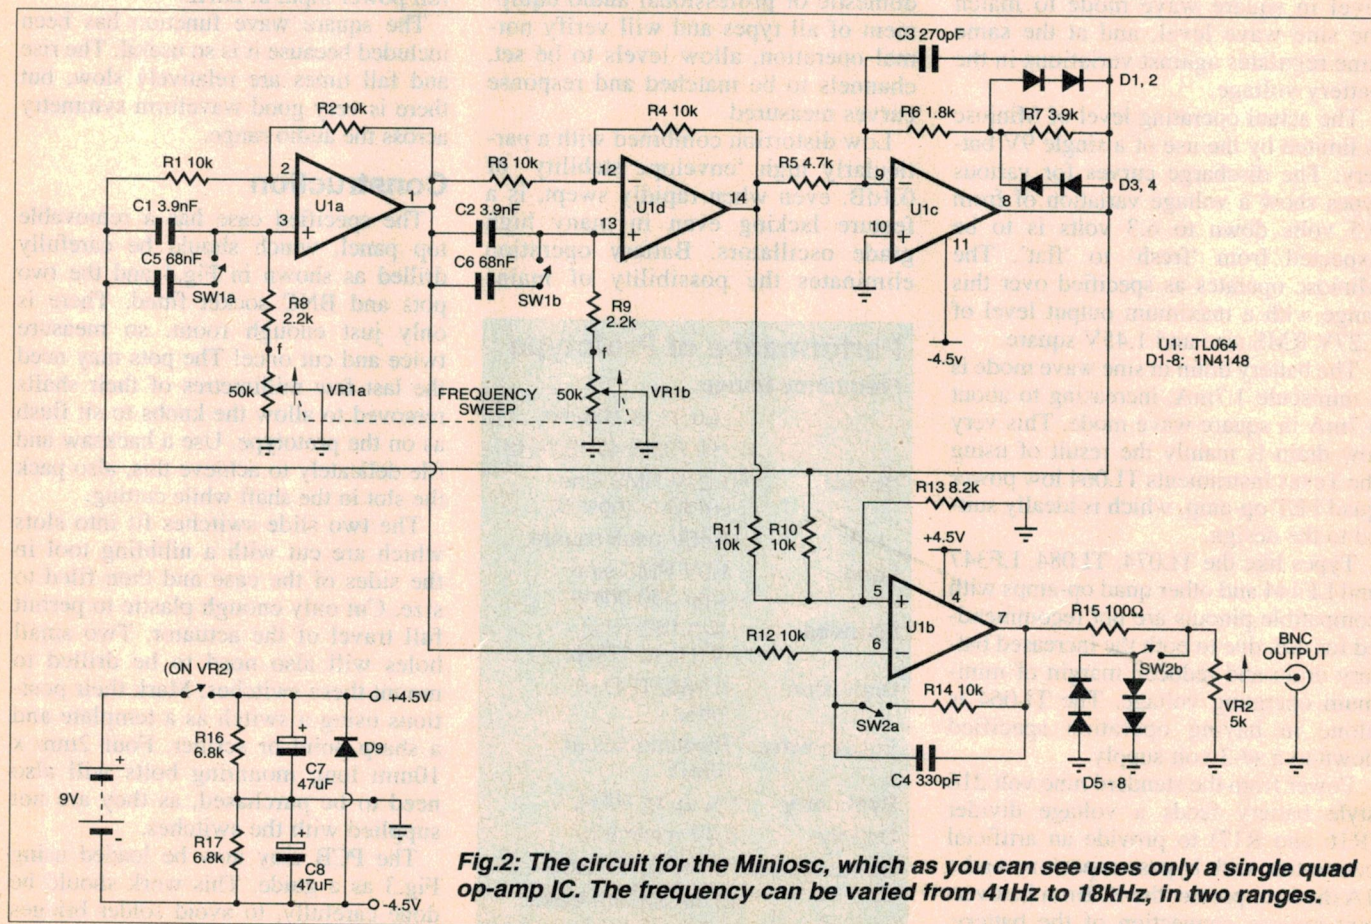 C3 270pF
D1, 2
R2 10k
R4 10k
R6 1.8k
R7 3.9k
R1 10k
2
R3 10k
12
R5 4.7k
9
D3, 4
U1a
1
U1d
14
U1c
C1 3.9nF
3
+
C2 3.9nF
13
+
10
+
11
C5 68nF
C6 68nF
SW1a
SW1b
R8
2.2k
R9
2.2k
-4.5v
U1: TL064
D1-8: 1N4148
50k
VR1a
FREQUENCY
SWEEP
50k
VR1b
R13 8.2k
R11
10k
R10
10k
+4.5v
5
+
4
U1b
7
R15 100Ω
R12 10k
6
BNC
OUTPUT
SW2b
(ON VR2)
+4.5v
R14 10k
VR2
5k
SW2a
R16
6.8k
+
D9
C7
47uF
C4 330pF
D5 - 8
+
9V
R17
6.8k
+
C8
47uF
-4.5v
Fig.2: The circuit for the Miniosc, which as you can see uses only a single quad
op-amp IC. The frequency can be varied from 41Hz to 18kHz, in two ranges.